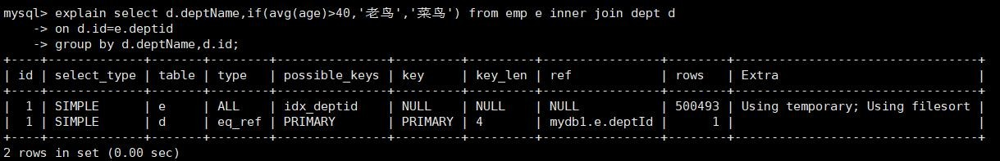 mysql> explain select d.deptName,if(avg(age)>40,'老鸟','菜鸟') from emp e inner join dept d
    -> on d.id=e.deptid
    -> group by d.deptName,d.id;
+----+-------------+-------+--------+---------------+---------+---------+----------------+--------+---------------------------------+
| id | select_type | table | type   | possible_keys | key     | key_len | ref            | rows   | Extra                           |
+----+-------------+-------+--------+---------------+---------+---------+----------------+--------+---------------------------------+
|  1 | SIMPLE      | e     | ALL    | idx_deptid    | NULL    | NULL    | NULL           | 500493 | Using temporary; Using filesort |
|  1 | SIMPLE      | d     | eq_ref | PRIMARY       | PRIMARY | 4       | mydb1.e.deptId |      1 |                                 |
+----+-------------+-------+--------+---------------+---------+---------+----------------+--------+---------------------------------+
2 rows in set (0.00 sec)